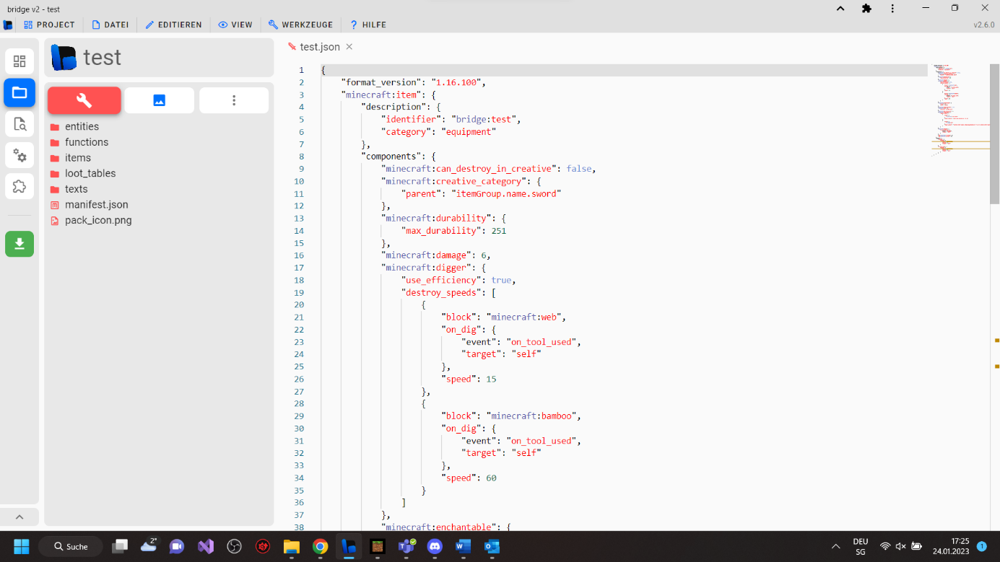 bridge v2 - test
PROJECT DATEI EDITIEREN VIEW WERKZEUGE ? HILFE v2.6.0
test
entities
functions
items
loot_tables
texts
manifest.json
pack_icon.png
test.json
1 {
2 "format_version": "1.16.100",
3 "minecraft:item": {
4 "description": {
5 "identifier": "bridge:test",
6 "category": "equipment"
7 },
8 "components": {
9 "minecraft:can_destroy_in_creative": false,
10 "minecraft:creative_category": {
11 "parent": "itemGroup.name.sword"
12 },
13 "minecraft:durability": {
14 "max_durability": 251
15 },
16 "minecraft:damage": 6,
17 "minecraft:digger": {
18 "use_efficiency": true,
19 "destroy_speeds": [
20 {
21 "block": "minecraft:web",
22 "on_dig": {
23 "event": "on_tool_used",
24 "target": "self"
25 },
26 "speed": 15
27 },
28 {
29 "block": "minecraft:bamboo",
30 "on_dig": {
31 "event": "on_tool_used",
32 "target": "self"
33 },
34 "speed": 60
35 }
36 ]
37 },
38 "minecraft:enchantable": {
Suche
2°
DEU
SG
17:25
24.01.2023
1